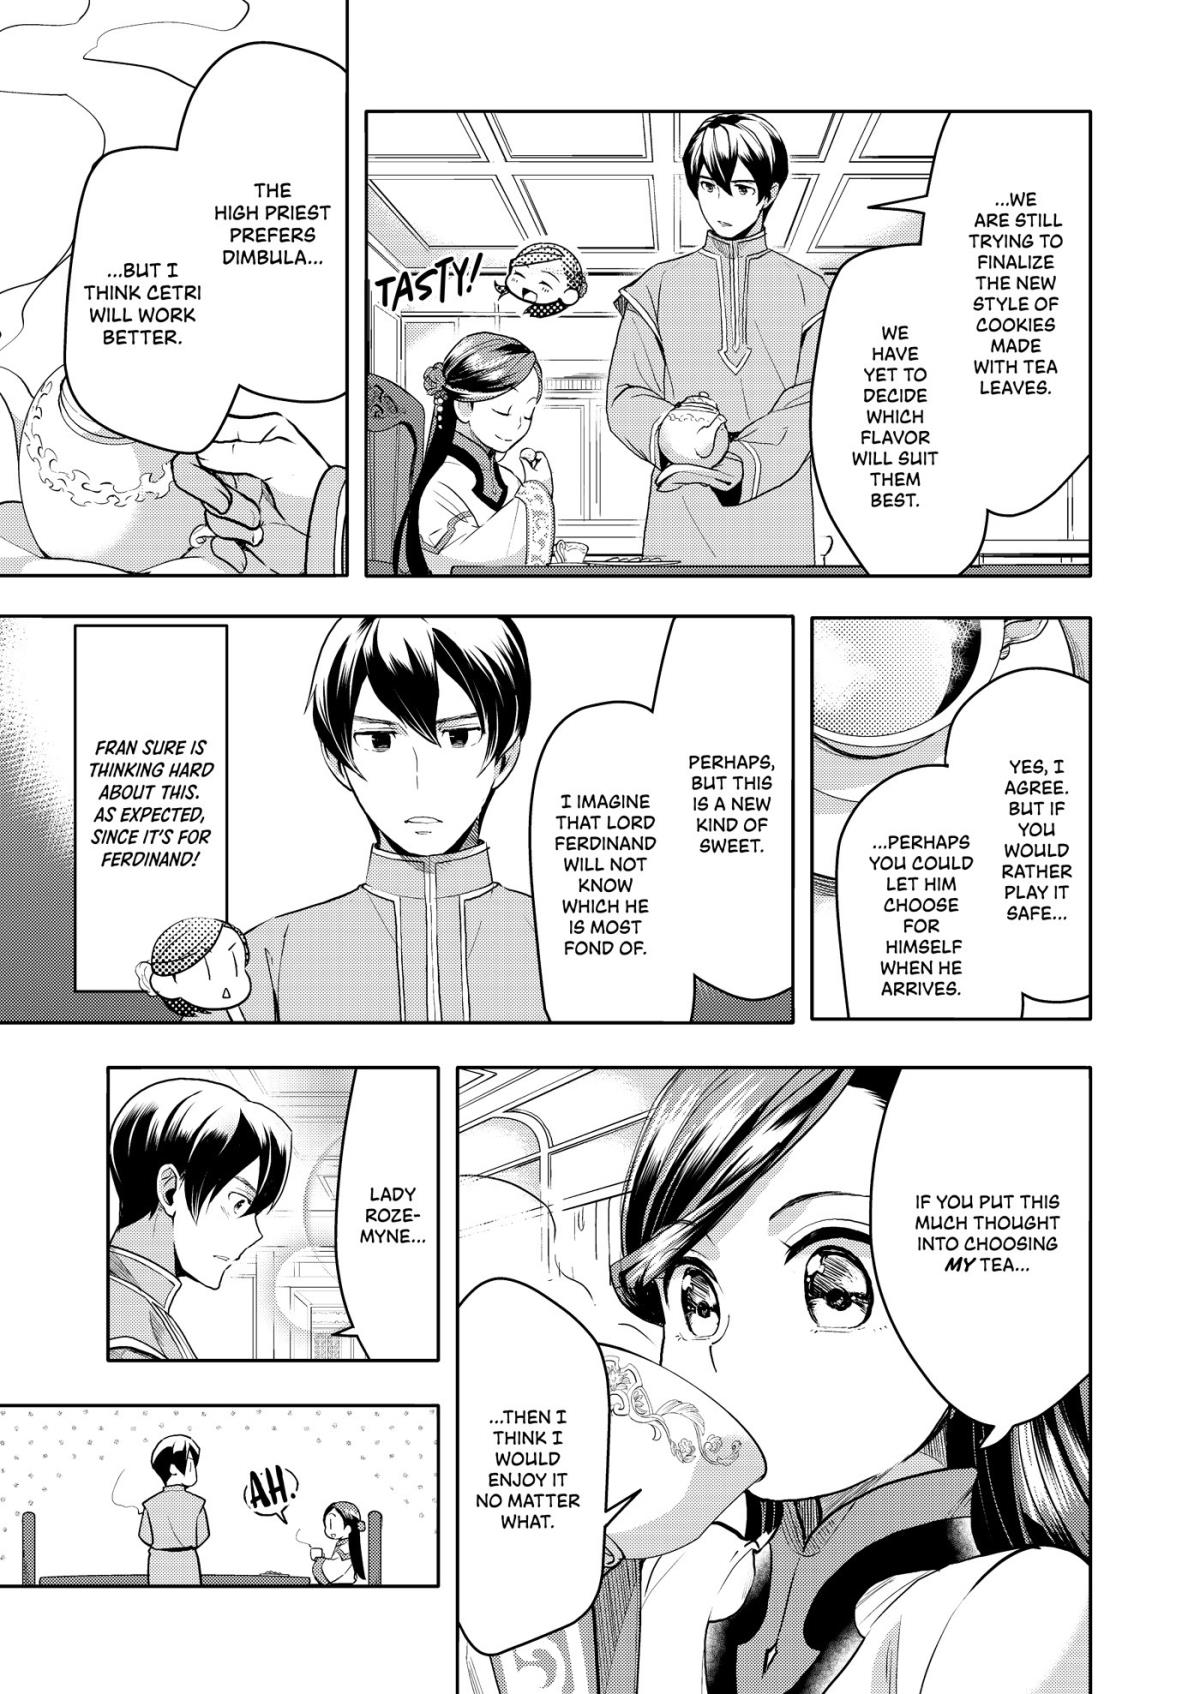 ...WE
ARE STILL
TRYING TO
FINALIZE
THE NEW
STYLE OF
COOKIES
MADE
WITH TEA
LEAVES.
WE
HAVE
YET TO
DECIDE
WHICH
FLAVOR
WILL SUIT
THEM
BEST.
TASTY!
THE
HIGH PRIEST
PREFERS
DIMBULA...
...BUT I
THINK CETRI
WILL WORK
BETTER.
YES, I
AGREE.
BUT IF
YOU
WOULD
RATHER
PLAY IT
SAFE...
...PERHAPS
YOU COULD
LET HIM
CHOOSE
FOR
HIMSELF
WHEN HE
ARRIVES.
PERHAPS,
BUT THIS
IS A NEW
KIND OF
SWEET.
I IMAGINE
THAT LORD
FERDINAND
WILL NOT
KNOW
WHICH HE
IS MOST
FOND OF.
FRAN SURE IS
THINKING HARD
ABOUT THIS.
AS EXPECTED,
SINCE IT'S FOR
FERDINAND!
IF YOU PUT THIS
MUCH THOUGHT
INTO CHOOSING
MY TEA...
...THEN I
THINK I
WOULD
ENJOY IT
NO MATTER
WHAT.
LADY
ROZE-
MYNE...
AH!